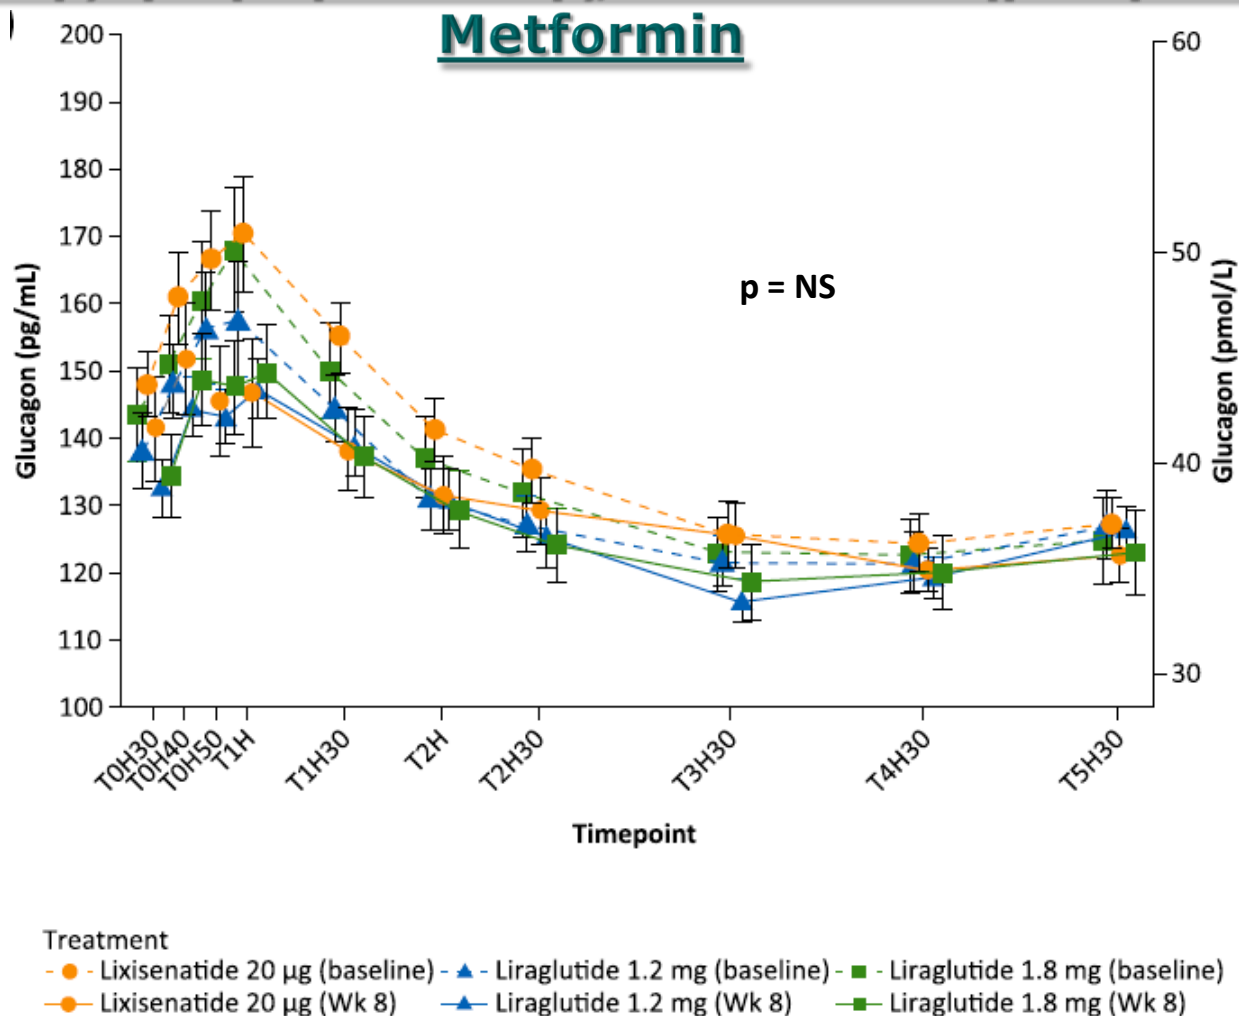 Metformin
200
190
180
170
160
150
140
130
120
110
100
Glucagon (pg/mL)
60
50
40
30
Glucagon (pmol/L)
p = NS
T0H30
T0H40
T0H50
T1H
T1H30
T2H
T2H30
T3H30
T4H30
T5H30
Timepoint
Treatment
Lixisenatide 20 µg (baseline) Liraglutide 1.2 mg (baseline) Liraglutide 1.8 mg (baseline)
Lixisenatide 20 µg (Wk 8) Liraglutide 1.2 mg (Wk 8) Liraglutide 1.8 mg (Wk 8)